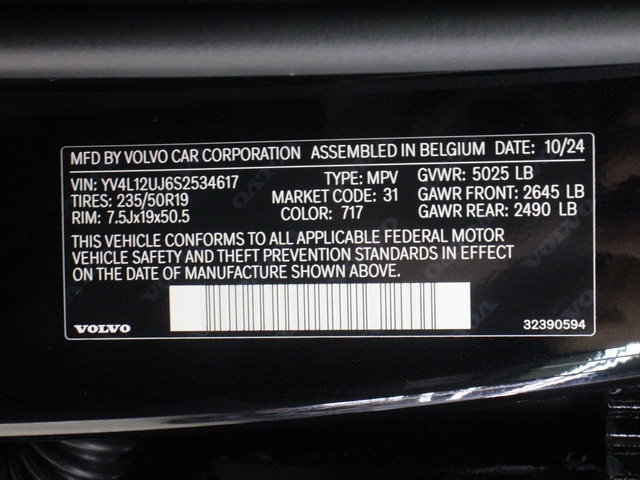 MFD BY VOLVO CAR CORPORATION ASSEMBLED IN BELGIUM DATE: 10/24
VIN: YV4L12UJ6S2534617 TYPE: MPV GVWR: 5025 LB
TIRES: 235/50R19 MARKET CODE: 31 GAWR FRONT: 2645 LB
RIM: 7.5Jx19x50.5 COLOR: 717 GAWR REAR: 2490 LB
THIS VEHICLE CONFORMS TO ALL APPLICABLE FEDERAL MOTOR
VEHICLE SAFETY AND THEFT PREVENTION STANDARDS IN EFFECT
ON THE DATE OF MANUFACTURE SHOWN ABOVE.
VOLVO 32390594